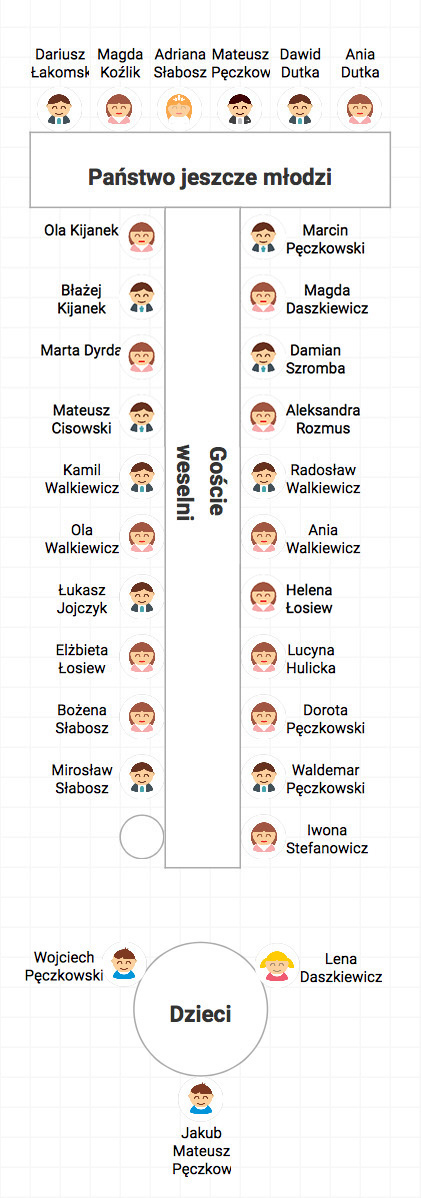 Dariusz
Łakomsk
Magda
Koźlik
Adriana
Słabosz
Mateusz
Pęczkow
Dawid
Dutka
Ania
Dutka
Państwo jeszcze młodzi
Ola Kijanek
Marcin
Pęczkowski
Błażej
Kijanek
Magda
Daszkiewicz
Marta Dyrda
Damian
Szromba
Mateusz
Cisowski
Aleksandra
Rozmus
Kamil
Walkiewicz
Radosław
Walkiewicz
Goście
weselni
Ola
Walkiewicz
Ania
Walkiewicz
Łukasz
Jojczyk
Helena
Łosiew
Elżbieta
Łosiew
Lucyna
Hulicka
Bożena
Słabosz
Dorota
Pęczkowski
Mirosław
Słabosz
Waldemar
Pęczkowski
Iwona
Stefanowicz
Wojciech
Pęczkowski
Lena
Daszkiewicz
Dzieci
Jakub
Mateusz
Pęczkow